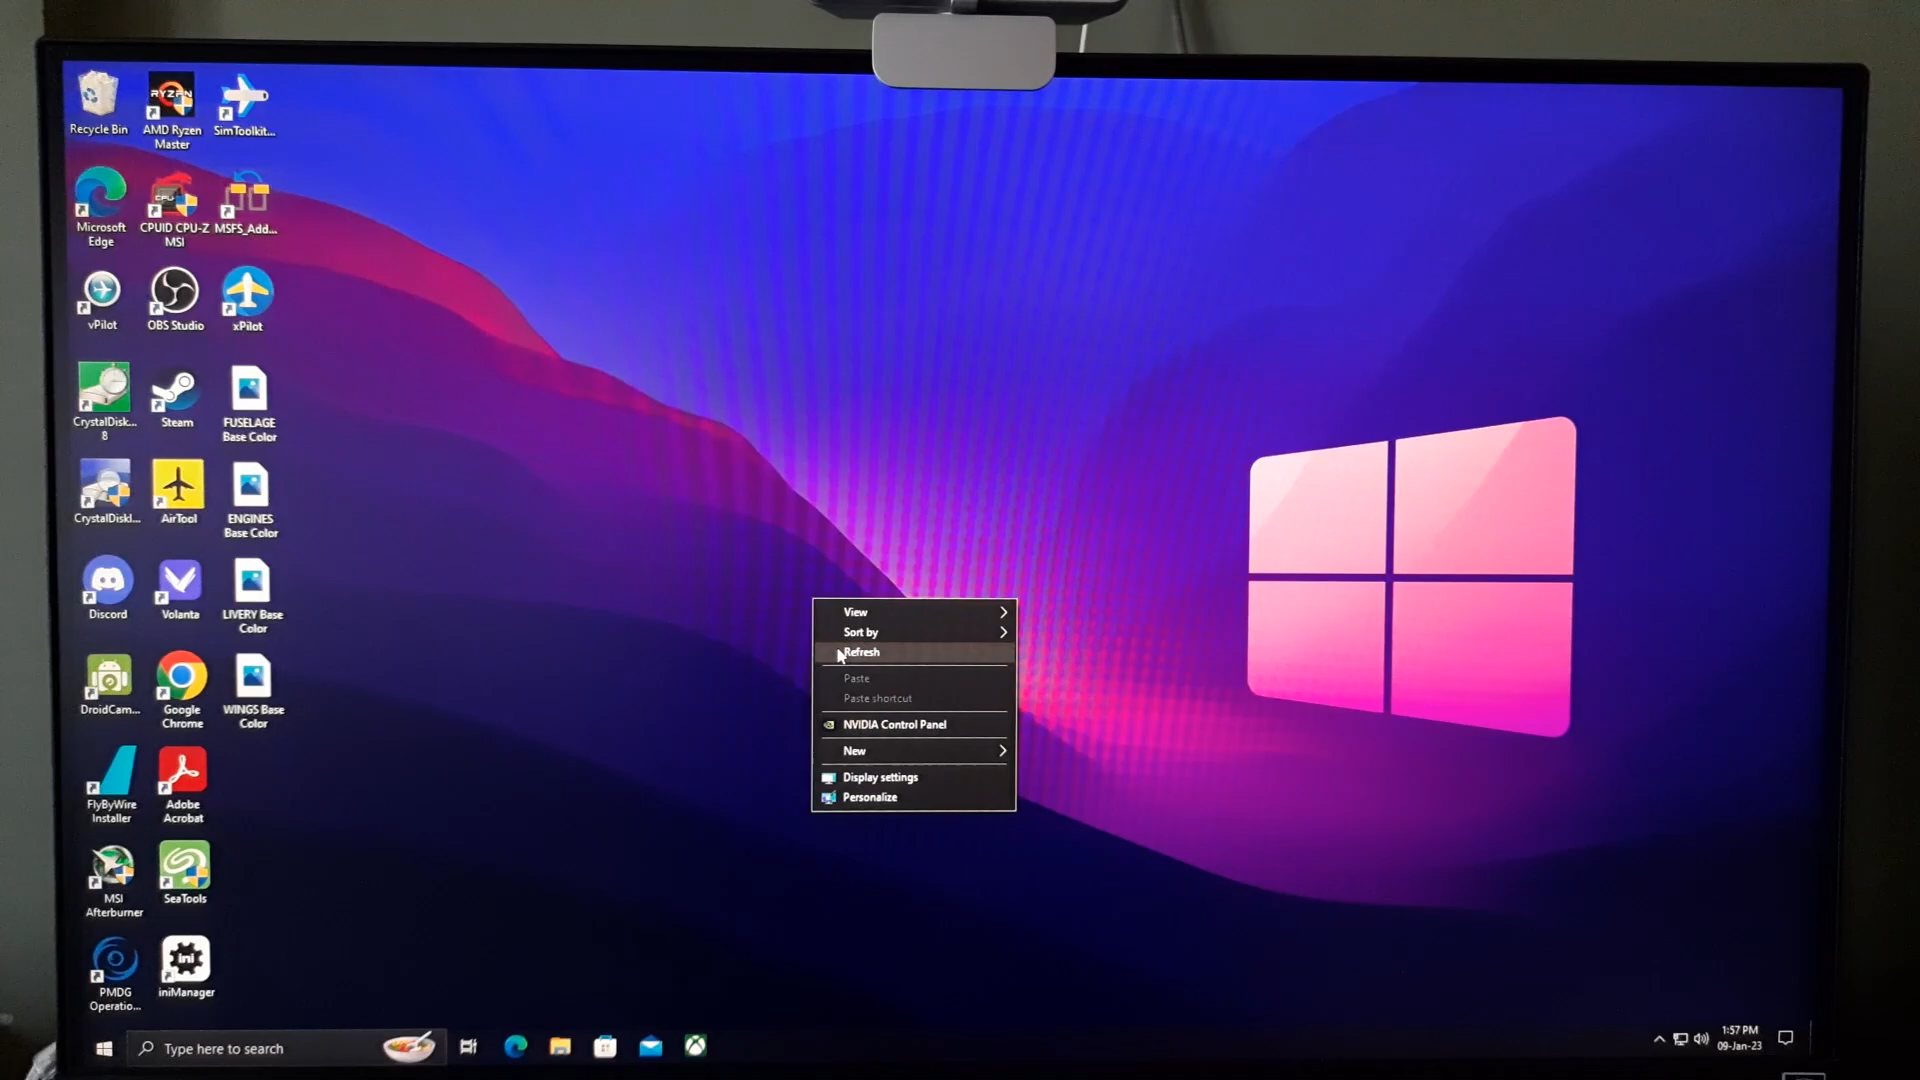 Recycle Bin
RYZEN
AMD Ryzen
Master
SimToolkit...
Microsoft
Edge
CPU
CPUID CPU-Z
MSI
MSFS_Add...
vPilot
OBS Studio
xPilot
CrystalDisk...
8
Steam
FUSELAGE
Base Color
CrystalDiskI...
AirTool
ENGINES
Base Color
Discord
Volanta
LIVERY Base
Color
DroidCam...
Google
Chrome
WINGS Base
Color
FlyByWire
Installer
Adobe
Acrobat
MSI
Afterburner
SeaTools
PMDG
Operatio...
ini
iniManager
View
Sort by
Refresh
Paste
Paste shortcut
NVIDIA Control Panel
New
Display settings
Personalize
Type here to search
1:57 PM
09-Jan-23